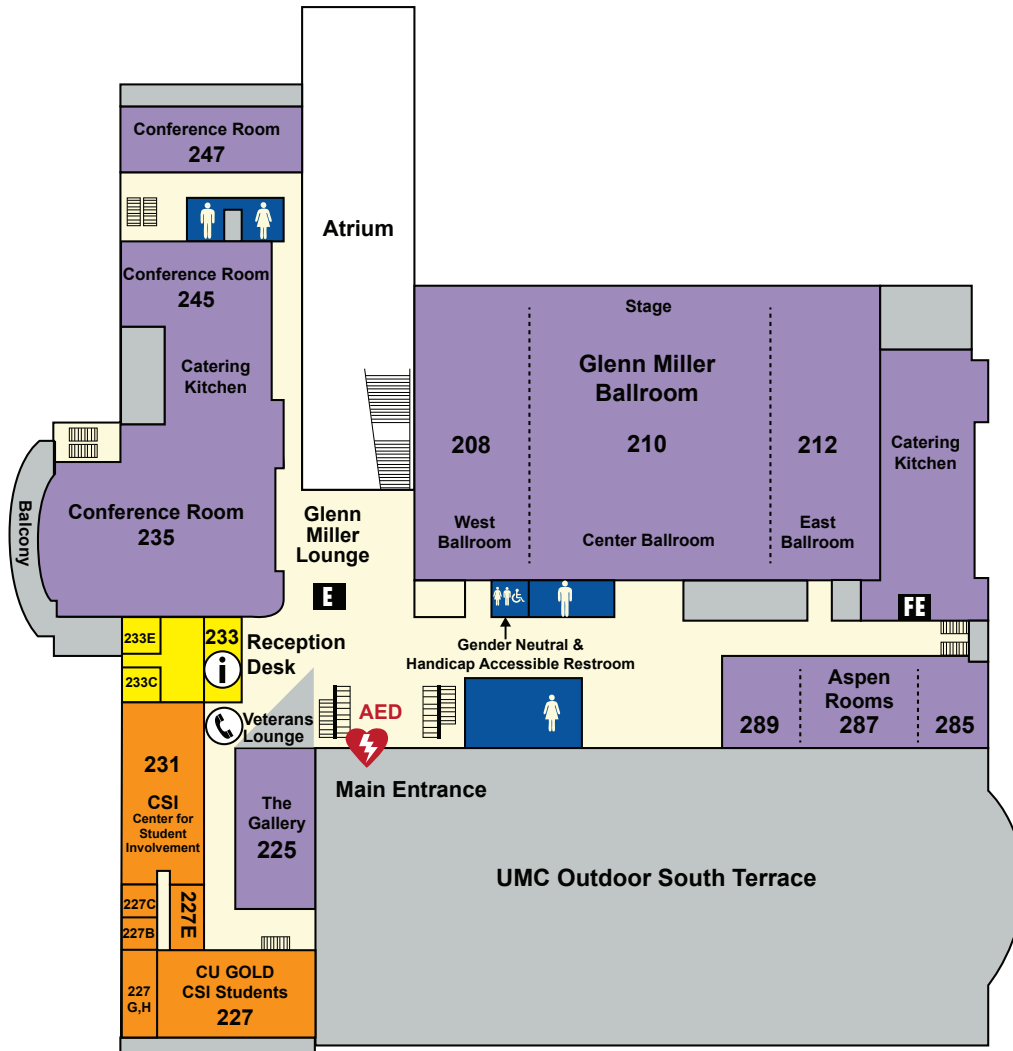 Conference Room
247
Atrium
Conference Room
245
Catering
Kitchen
Stage
Glenn Miller
Ballroom
208
210
212
Catering
Kitchen
West
Ballroom
Center Ballroom
East
Ballroom
Balcony
Conference Room
235
Glenn
Miller
Lounge
E
FE
233E
233
Reception
Desk
i
233C
Gender Neutral &
Handicap Accessible Restroom
Aspen
Rooms
289
287
285
Veterans
Lounge
AED
Main Entrance
231
CSI
Center for
Student
Involvement
The
Gallery
225
UMC Outdoor South Terrace
227C
227B
227E
227
G,H
CU GOLD
CSI Students
227